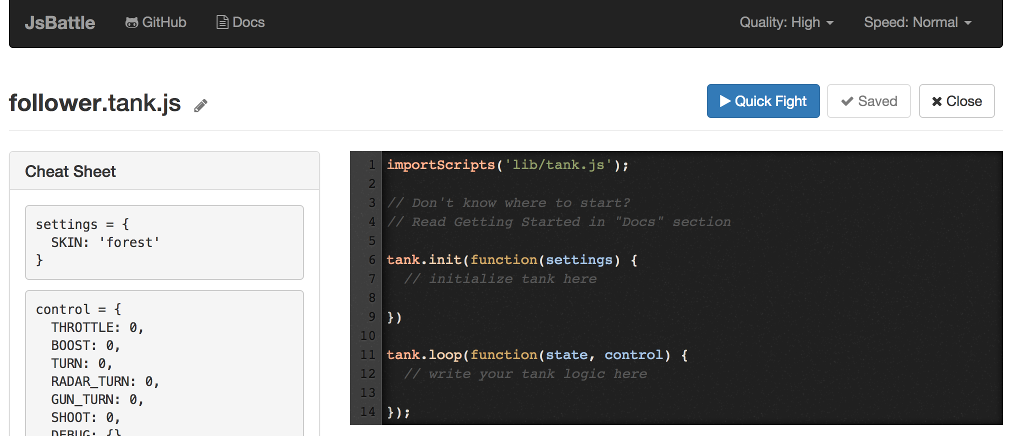 JsBattle GitHub Docs Quality: High Speed: Normal
follower.tank.js Quick Fight Saved Close
Cheat Sheet
settings = {
SKIN: 'forest'
}
control = {
THROTTLE: 0,
BOOST: 0,
TURN: 0,
RADAR_TURN: 0,
GUN_TURN: 0,
SHOOT: 0,
DEBUG: {}
1 importScripts('lib/tank.js');
2
3 // Don't know where to start?
4 // Read Getting Started in "Docs" section
5
6 tank.init(function(settings) {
7 // initialize tank here
8
9 })
10
11 tank.loop(function(state, control) {
12 // write your tank logic here
13
14 });